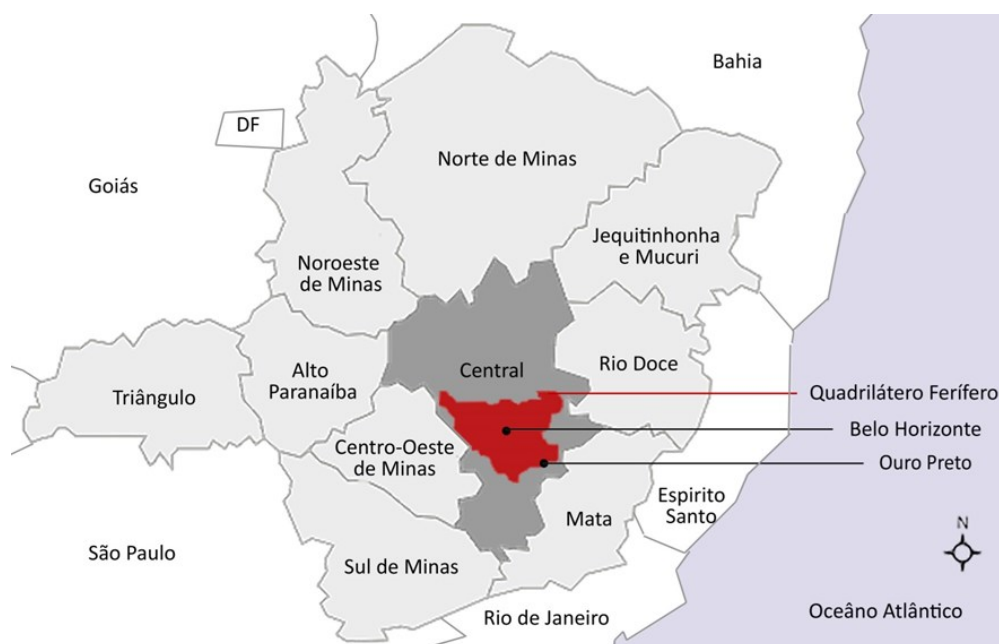 Bahia
DF
Norte de Minas
Goiás
Jequitinhonha
e Mucuri
Noroeste
de Minas
Central
Rio Doce
Alto
Paranaíba
Triângulo
Quadrilátero Ferífero
Belo Horizonte
Centro-Oeste
de Minas
Ouro Preto
Espirito
Santo
Mata
N
São Paulo
Sul de Minas
Rio de Janeiro
Oceâno Atlântico